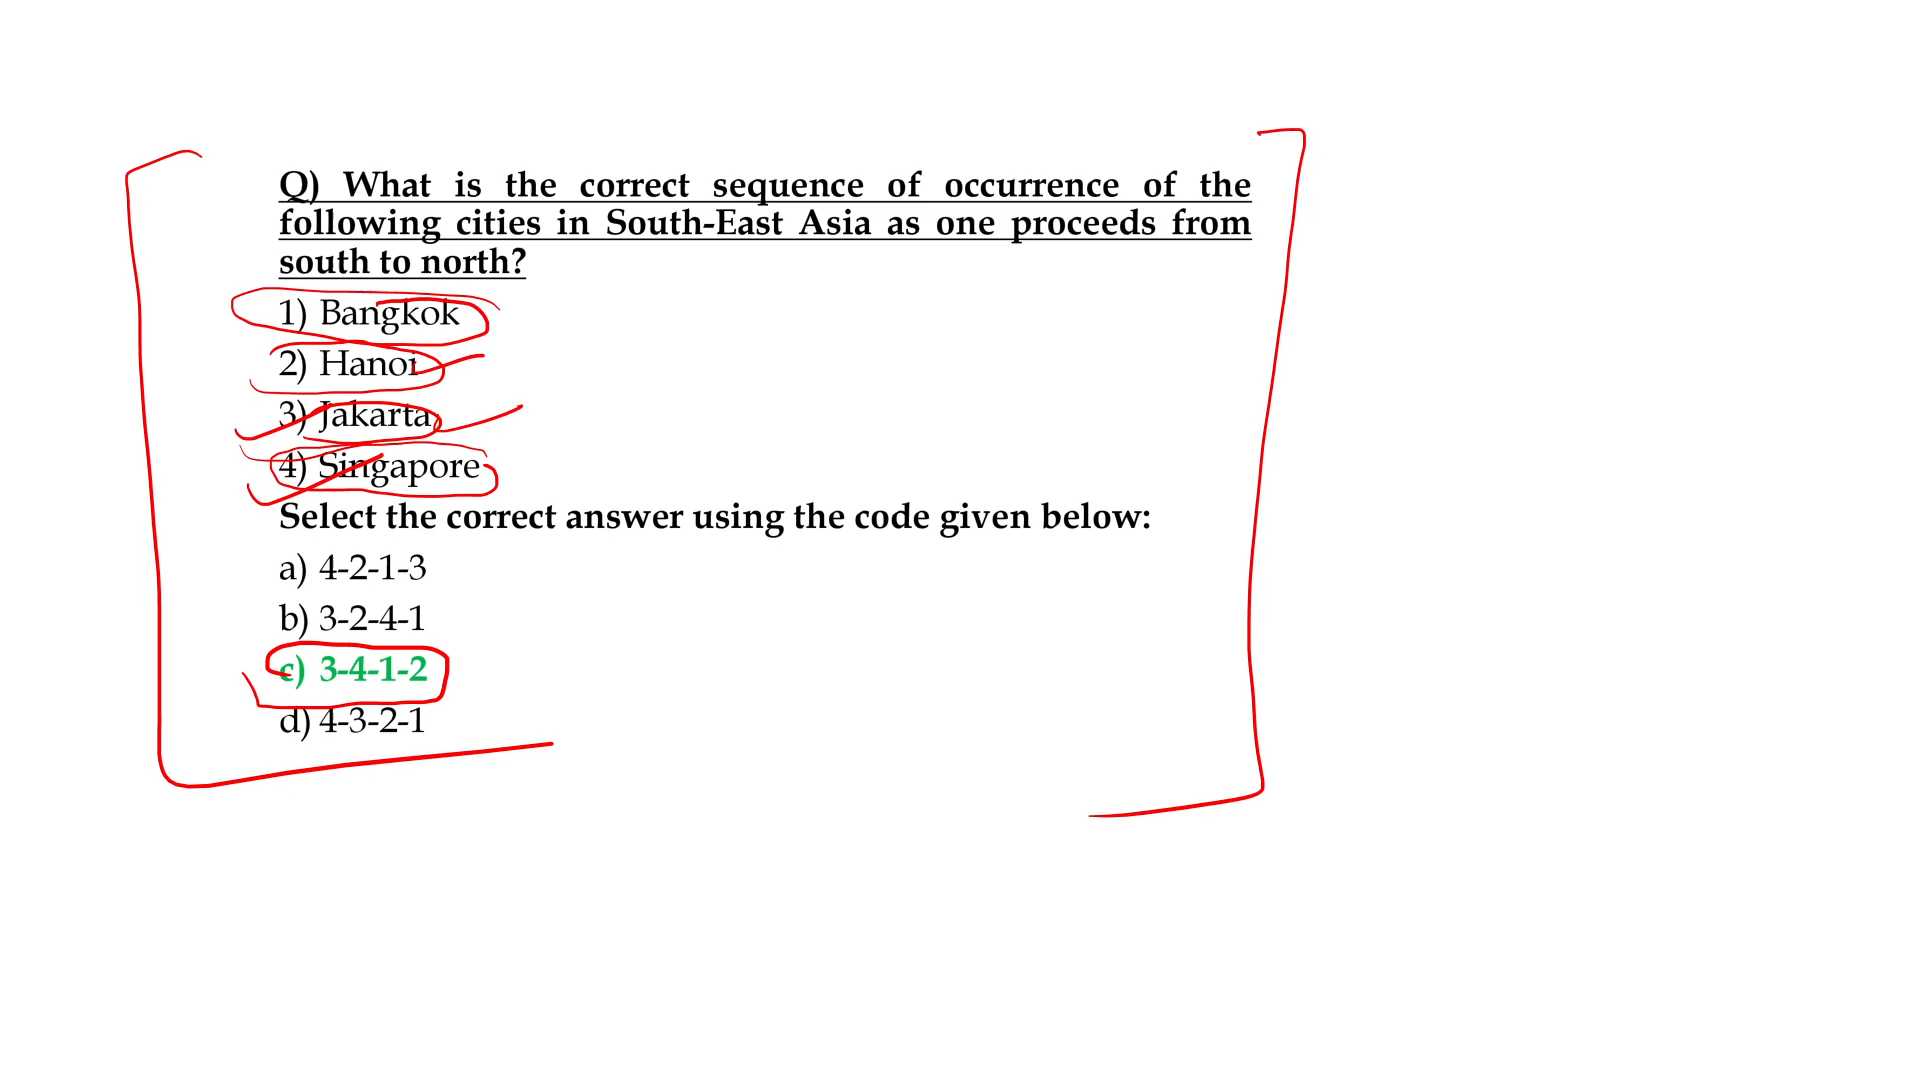 Q) What is the correct sequence of occurrence of the
following cities in South-East Asia as one proceeds from
south to north?
1) Bangkok
2) Hanoi
3) Jakarta
4) Singapore
Select the correct answer using the code given below:
a) 4-2-1-3
b) 3-2-4-1
c) 3-4-1-2
d) 4-3-2-1